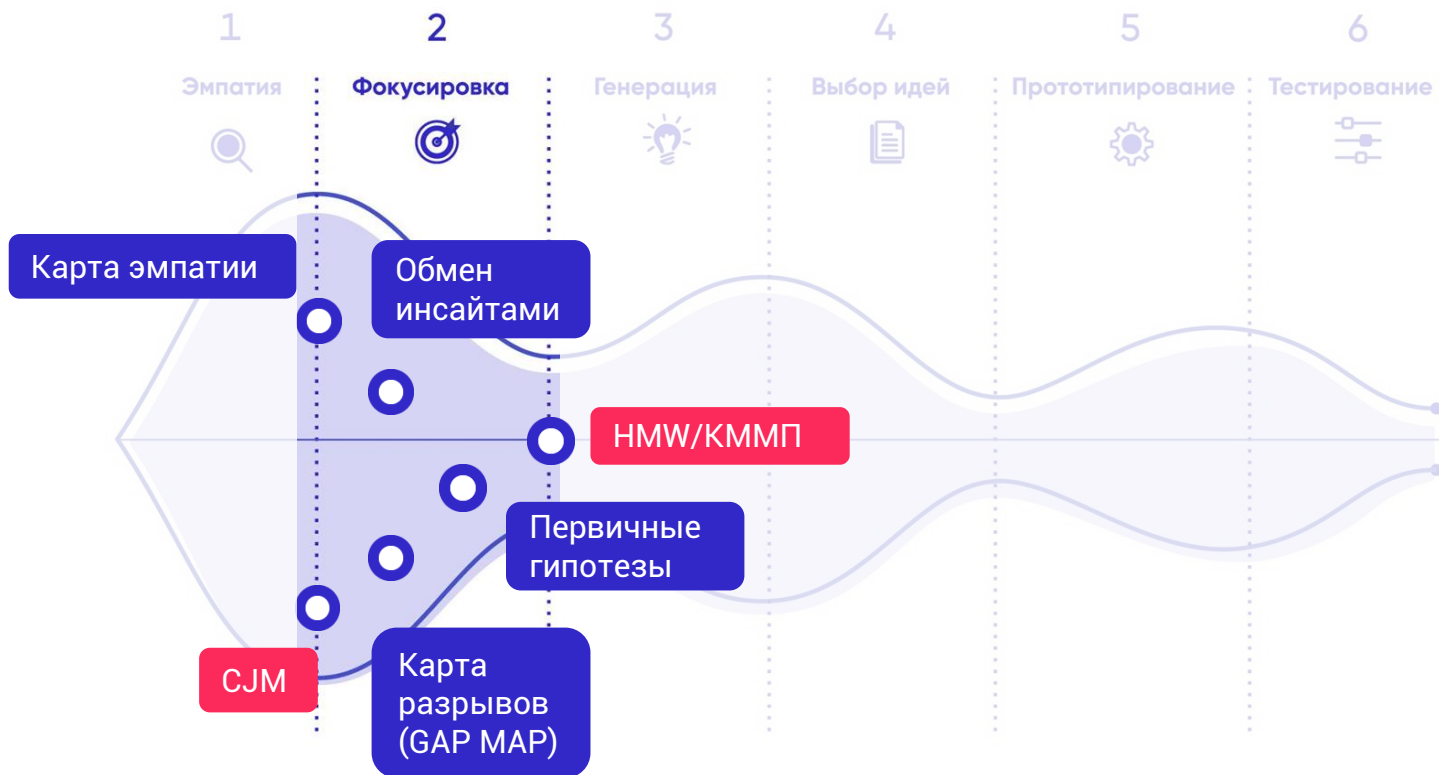 1
2
3
4
5
6
Эмпатия
Фокусировка
Генерация
Выбор идей
Прототипирование
Тестирование
Карта эмпатии
Обмен
инсайтами
HMW/КММП
Первичные
гипотезы
CJM
Карта
разрывов
(GAP MAP)